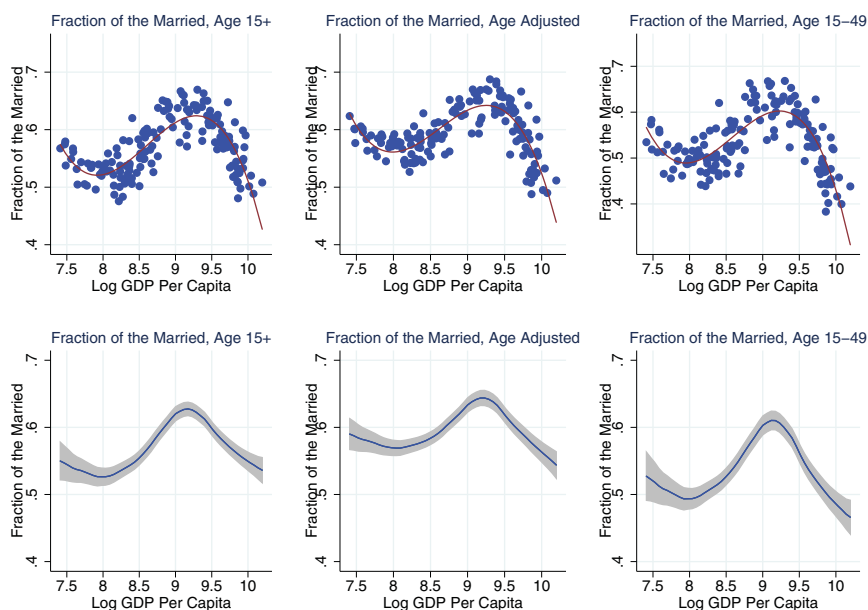 Fraction of the Married, Age 15+
Fraction of the Married, Age Adjusted
Fraction of the Married, Age 15−49
Fraction of the Married
.4 .5 .6 .7
7.5 8 8.5 9 9.5 10
Log GDP Per Capita
Fraction of the Married
.4 .5 .6 .7
7.5 8 8.5 9 9.5 10
Log GDP Per Capita
Fraction of the Married
.4 .5 .6 .7
7.5 8 8.5 9 9.5 10
Log GDP Per Capita
Fraction of the Married, Age 15+
Fraction of the Married, Age Adjusted
Fraction of the Married, Age 15−49
Fraction of the Married
.4 .5 .6 .7
7.5 8 8.5 9 9.5 10
Log GDP Per Capita
Fraction of the Married
.4 .5 .6 .7
7.5 8 8.5 9 9.5 10
Log GDP Per Capita
Fraction of the Married
.4 .5 .6 .7
7.5 8 8.5 9 9.5 10
Log GDP Per Capita